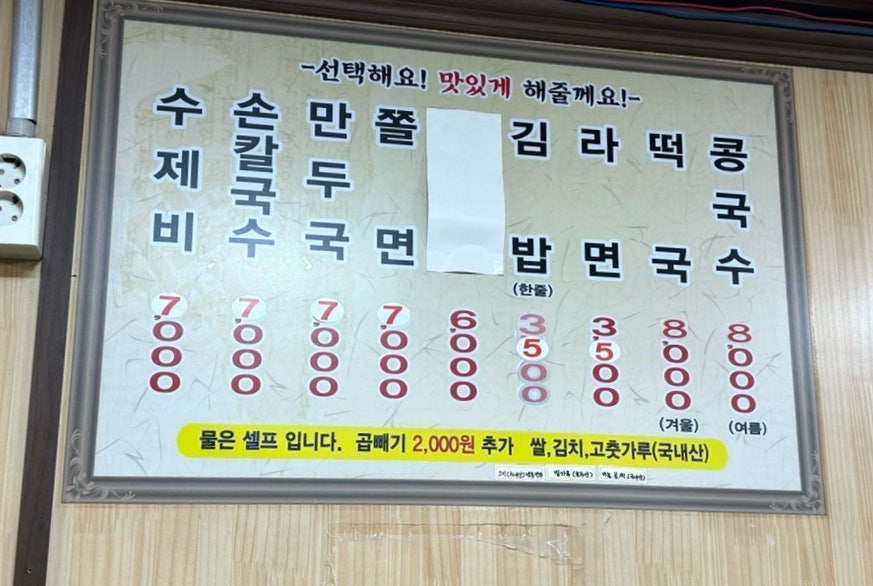 -선택해요! 맛있게 해줄께요!-
수제비 7,000
손칼국수 7,000
만두국 7,000
쫄면 7,000
6,000
김밥 (한줄) 3,500
라면 3,500
떡국 8,000 (겨울)
콩국수 8,000 (여름)
물은 셀프 입니다. 곱빼기 2,000원 추가 쌀,김치,고춧가루(국내산)